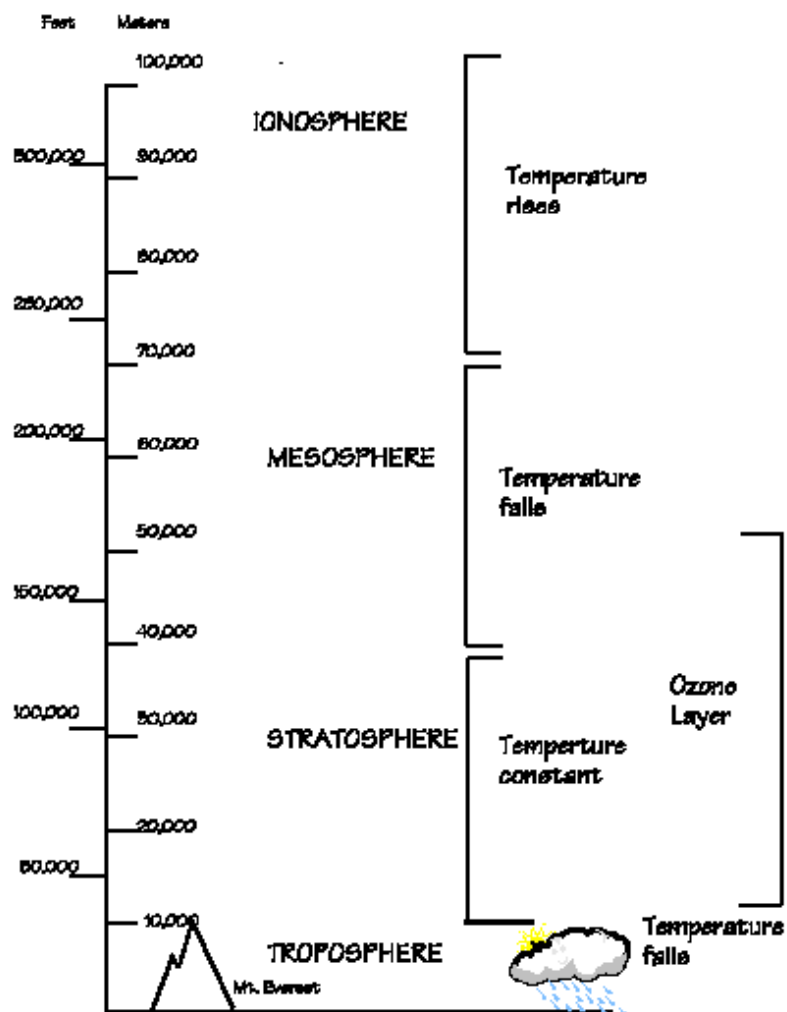 Feet Meters
100,000
IONOSPHERE
300,000 90,000
Temperature
rises
80,000
250,000
70,000
200,000 60,000
MESOSPHERE
Temperature
falls
50,000
150,000
40,000
Ozone
Layer
100,000 30,000
STRATOSPHERE
Temperture
constant
20,000
50,000
10,000
TROPOSPHERE
Temperature
falls
Mt. Everest